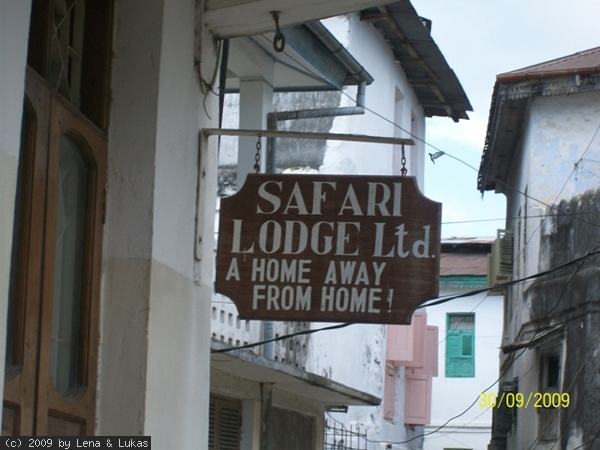 SAFARI
LODGE Ltd.
A HOME AWAY
FROM HOME!
30/09/2009
(c) 2009 by Lena & Lukas